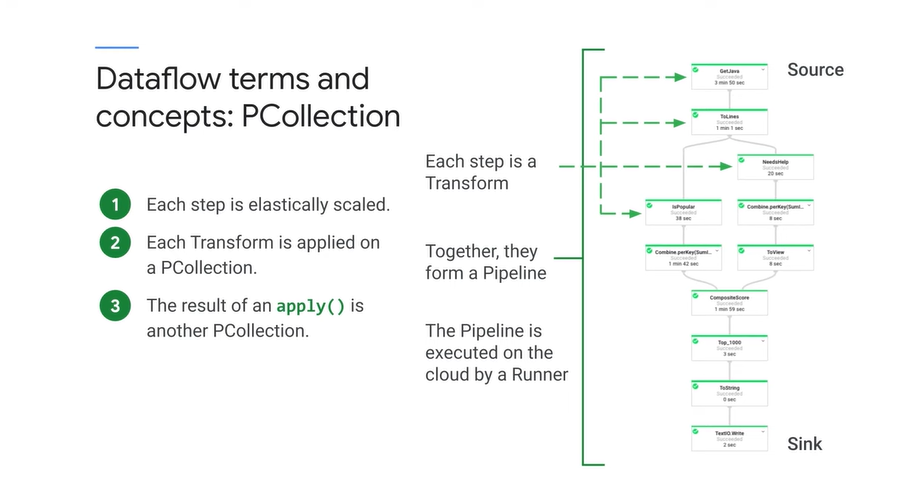 Dataflow terms and
concepts: PCollection
1 Each step is elastically scaled.
2 Each Transform is applied on
a PCollection.
3 The result of an apply() is
another PCollection.
Each step is a
Transform
Together, they
form a Pipeline
The Pipeline is
executed on the
cloud by a Runner
Source
GetJava
Succeeded
3 min 50 sec
ToLines
Succeeded
1 min 1 sec
NeedsHelp
Succeeded
20 sec
IsPopular
Succeeded
38 sec
Combine.perKey(SumI...
Succeeded
8 sec
Combine.perKey(SumI...
Succeeded
1 min 42 sec
ToView
Succeeded
8 sec
CompositeScore
Succeeded
1 min 59 sec
Top_1000
Succeeded
3 sec
ToString
Succeeded
0 sec
TextIO.Write
Succeeded
2 sec
Sink